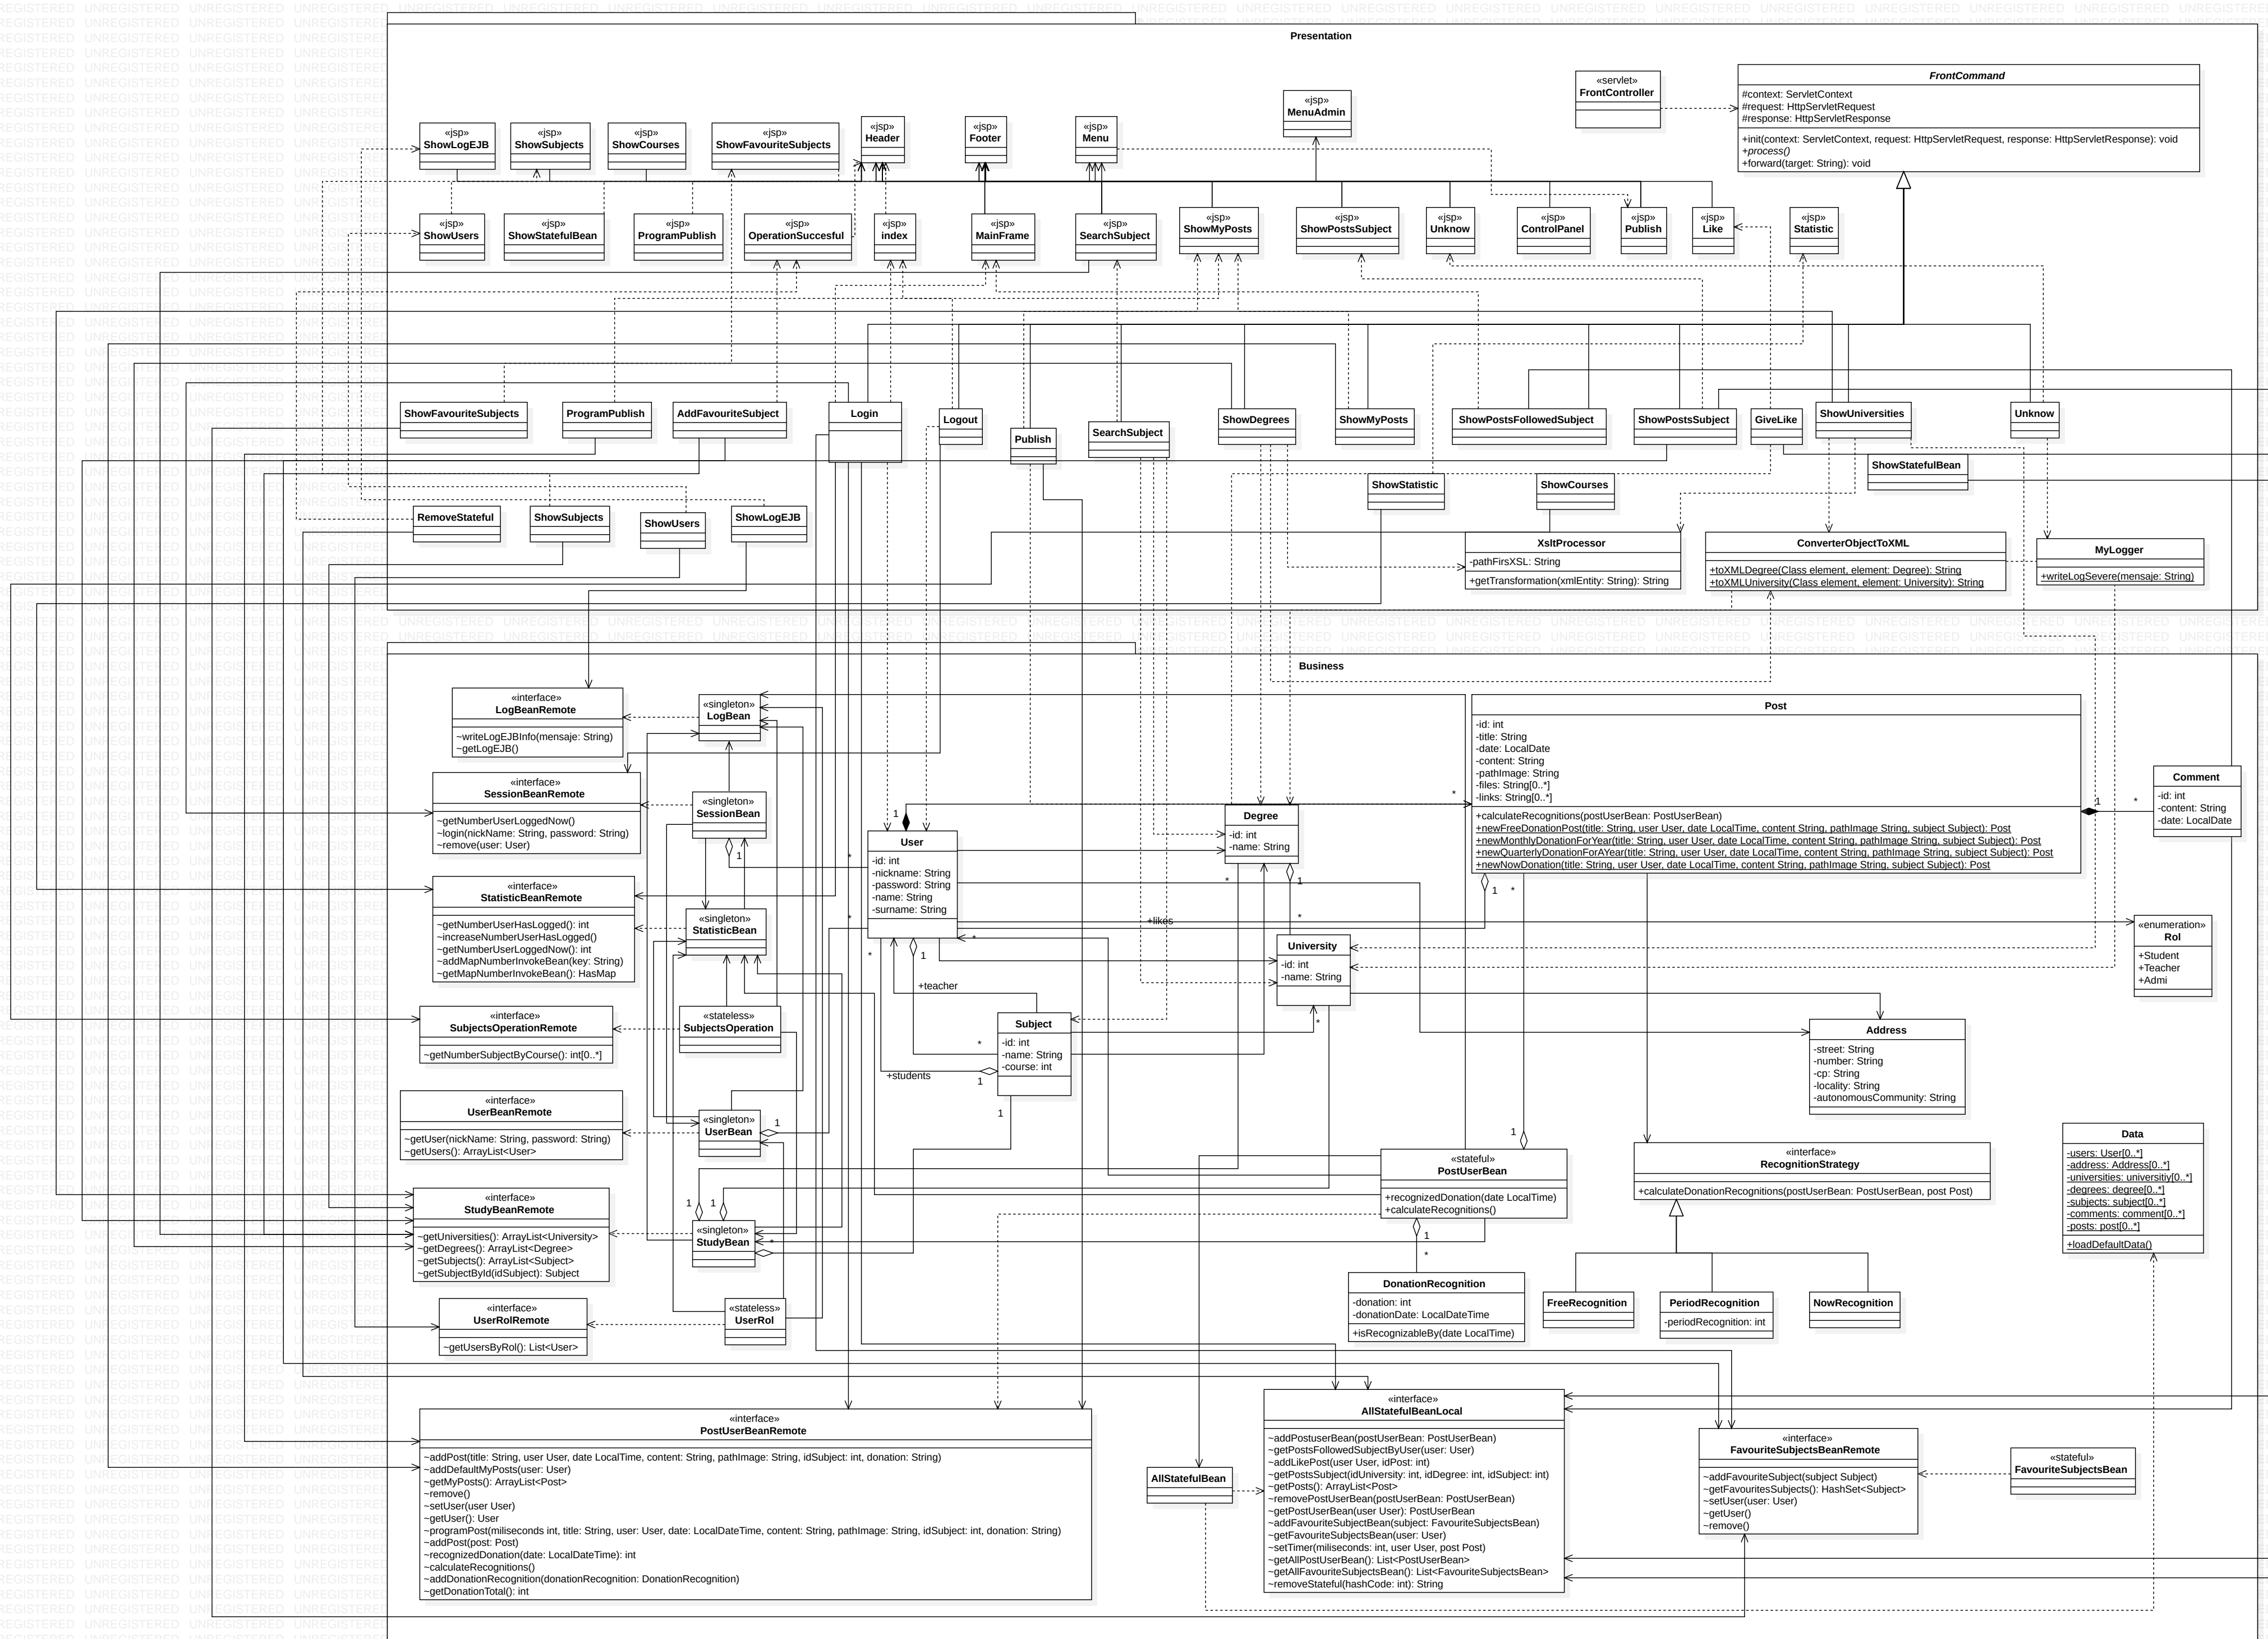 Presentation
«servlet»
FrontController
FrontCommand
#context: ServletContext
#request: HttpServletRequest
#response: HttpServletResponse
+init(context: ServletContext, request: HttpServletRequest, response: HttpServletResponse): void
+process()
+forward(target: String): void
«jsp»
MenuAdmin
«jsp»
ShowLogEJB
«jsp»
ShowSubjects
«jsp»
ShowCourses
«jsp»
ShowFavouriteSubjects
«jsp»
Header
«jsp»
Footer
«jsp»
Menu
«jsp»
ShowUsers
«jsp»
ShowStatefulBean
«jsp»
ProgramPublish
«jsp»
OperationSuccesful
«jsp»
index
«jsp»
MainFrame
«jsp»
SearchSubject
«jsp»
ShowMyPosts
«jsp»
ShowPostsSubject
«jsp»
Unknow
«jsp»
ControlPanel
«jsp»
Publish
«jsp»
Like
«jsp»
Statistic
ShowFavouriteSubjects
ProgramPublish
AddFavouriteSubject
Login
Logout
Publish
SearchSubject
ShowDegrees
ShowMyPosts
ShowPostsFollowedSubject
ShowPostsSubject
GiveLike
ShowUniversities
Unknow
ShowStatefulBean
ShowStatistic
ShowCourses
RemoveStateful
ShowSubjects
ShowUsers
ShowLogEJB
XsltProcessor
-pathFirsXSL: String
+getTransformation(xmlEntity: String): String
ConverterObjectToXML
+toXMLDegree(Class element, element: Degree): String
+toXMLUniversity(Class element, element: University): String
MyLogger
+writeLogSevere(mensaje: String)
Business
«interface»
LogBeanRemote
~writeLogEJBInfo(mensaje: String)
~getLogEJB()
«singleton»
LogBean
«interface»
SessionBeanRemote
~getNumberUserLoggedNow()
~login(nickName: String, password: String)
~remove(user: User)
«singleton»
SessionBean
1
«interface»
StatisticBeanRemote
~getNumberUserHasLogged(): int
~increaseNumberUserHasLogged()
~getNumberUserLoggedNow(): int
~addMapNumberInvokeBean(key: String)
~getMapNumberInvokeBean(): HasMap
«singleton»
StatisticBean
«interface»
SubjectsOperationRemote
~getNumberSubjectByCourse(): int[0..*]
«stateless»
SubjectsOperation
«interface»
UserBeanRemote
~getUser(nickName: String, password: String)
~getUsers(): ArrayList<User>
«singleton»
UserBean
1
«interface»
StudyBeanRemote
~getUniversities(): ArrayList<University>
~getDegrees(): ArrayList<Degree>
~getSubjects(): ArrayList<Subject>
~getSubjectById(idSubject): Subject
1
1
«singleton»
StudyBean
*
«interface»
UserRolRemote
~getUsersByRol(): List<User>
«stateless»
UserRol
1
*
User
-id: int
-nickname: String
-password: String
-name: String
-surname: String
*
*
*
1
+teacher
*
+students
1
Subject
-id: int
-name: String
-course: int
1
Degree
-id: int
-name: String
*
1
*
University
-id: int
-name: String
*
+likes
*
Post
-id: int
-title: String
-date: LocalDate
-content: String
-pathImage: String
-files: String[0..*]
-links: String[0..*]
+calculateRecognitions(postUserBean: PostUserBean)
+newFreeDonationPost(title: String, user User, date LocalTime, content String, pathImage String, subject Subject): Post
+newMonthlyDonationForYear(title: String, user User, date LocalTime, content String, pathImage String, subject Subject): Post
+newQuarterlyDonationForAYear(title: String, user User, date LocalTime, content String, pathImage String, subject Subject): Post
+newNowDonation(title: String, user User, date LocalTime, content String, pathImage String, subject Subject): Post
1
*
1
*
Comment
-id: int
-content: String
-date: LocalDate
«enumeration»
Rol
+Student
+Teacher
+Admi
Address
-street: String
-number: String
-cp: String
-locality: String
-autonomousCommunity: String
1
«stateful»
PostUserBean
+recognizedDonation(date LocalTime)
+calculateRecognitions()
1
*
DonationRecognition
-donation: int
-donationDate: LocalDateTime
+isRecognizableBy(date LocalTime)
«interface»
RecognitionStrategy
+calculateDonationRecognitions(postUserBean: PostUserBean, post Post)
FreeRecognition
PeriodRecognition
-periodRecognition: int
NowRecognition
Data
-users: User[0..*]
-address: Address[0..*]
-universities: universitiy[0..*]
-degrees: degree[0..*]
-subjects: subject[0..*]
-comments: comment[0..*]
-posts: post[0..*]
+loadDefaultData()
«interface»
PostUserBeanRemote
~addPost(title: String, user User, date LocalTime, content: String, pathImage: String, idSubject: int, donation: String)
~addDefaultMyPosts(user: User)
~getMyPosts(): ArrayList<Post>
~remove()
~setUser(user User)
~getUser(): User
~programPost(miliseconds int, title: String, user: User, date: LocalDateTime, content: String, pathImage: String, idSubject: int, donation: String)
~addPost(post: Post)
~recognizedDonation(date: LocalDateTime): int
~calculateRecognitions()
~addDonationRecognition(donationRecognition: DonationRecognition)
~getDonationTotal(): int
AllStatefulBean
«interface»
AllStatefulBeanLocal
~addPostuserBean(postUserBean: PostUserBean)
~getPostsFollowedSubjectByUser(user: User)
~addLikePost(user User, idPost: int)
~getPostsSubject(idUniversity: int, idDegree: int, idSubject: int)
~getPosts(): ArrayList<Post>
~removePostUserBean(postUserBean: PostUserBean)
~getPostUserBean(user User): PostUserBean
~addFavouriteSubjectBean(subject: FavouriteSubjectsBean)
~getFavouriteSubjectsBean(user: User)
~setTimer(miliseconds: int, user User, post Post)
~getAllPostUserBean(): List<PostUserBean>
~getAllFavouriteSubjectsBean(): List<FavouriteSubjectsBean>
~removeStateful(hashCode: int): String
«interface»
FavouriteSubjectsBeanRemote
~addFavouriteSubject(subject Subject)
~getFavouritesSubjects(): HashSet<Subject>
~setUser(user: User)
~getUser()
~remove()
«stateful»
FavouriteSubjectsBean